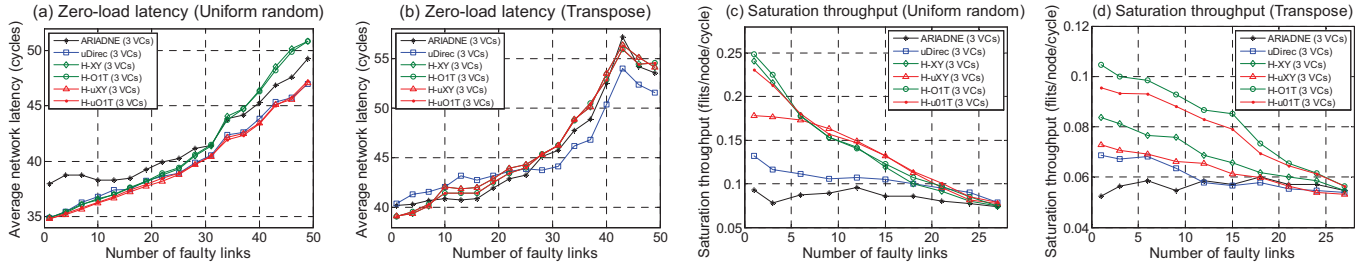 (a) Zero-load latency (Uniform random)
Average network latency (cycles)
50
45
40
35
0
10
20
30
40
50
Number of faulty links
ARIADNE (3 VCs)
uDirec (3 VCs)
H-XY (3 VCs)
H-O1T (3 VCs)
H-uXY (3 VCs)
H-uO1T (3 VCs)
(b) Zero-load latency (Transpose)
Average network latency (cycles)
55
50
43
40
0
10
20
30
40
50
Number of faulty links
ARIADNE (3 VCs)
uDirec (3 VCs)
H-XY (3 VCs)
H-O1T (3 VCs)
H-uXY (3 VCs)
H-uO1T (3 VCs)
(c) Saturation throughput (Uniform random)
Saturation throughput (flits/node/cycle)
0.25
0.2
0.15
0.1
0.05
0
5
10
15
20
25
Number of faulty links
ARIADNE (3 VCs)
uDirec (3 VCs)
H-XY (3 VCs)
H-uXY (3 VCs)
H-O1T (3 VCs)
H-u01T (3 VCs)
(d) Saturation throughput (Transpose)
Saturation throughput (flits/node/cycle)
0.1
0.08
0.06
0.04
0
5
10
15
20
25
Number of faulty links
ARIADNE (3 VCs)
uDirec (3 VCs)
H-XY (3 VCs)
H-uXY (3 VCs)
H-O1T (3 VCs)
H-u01T (3 VCs)